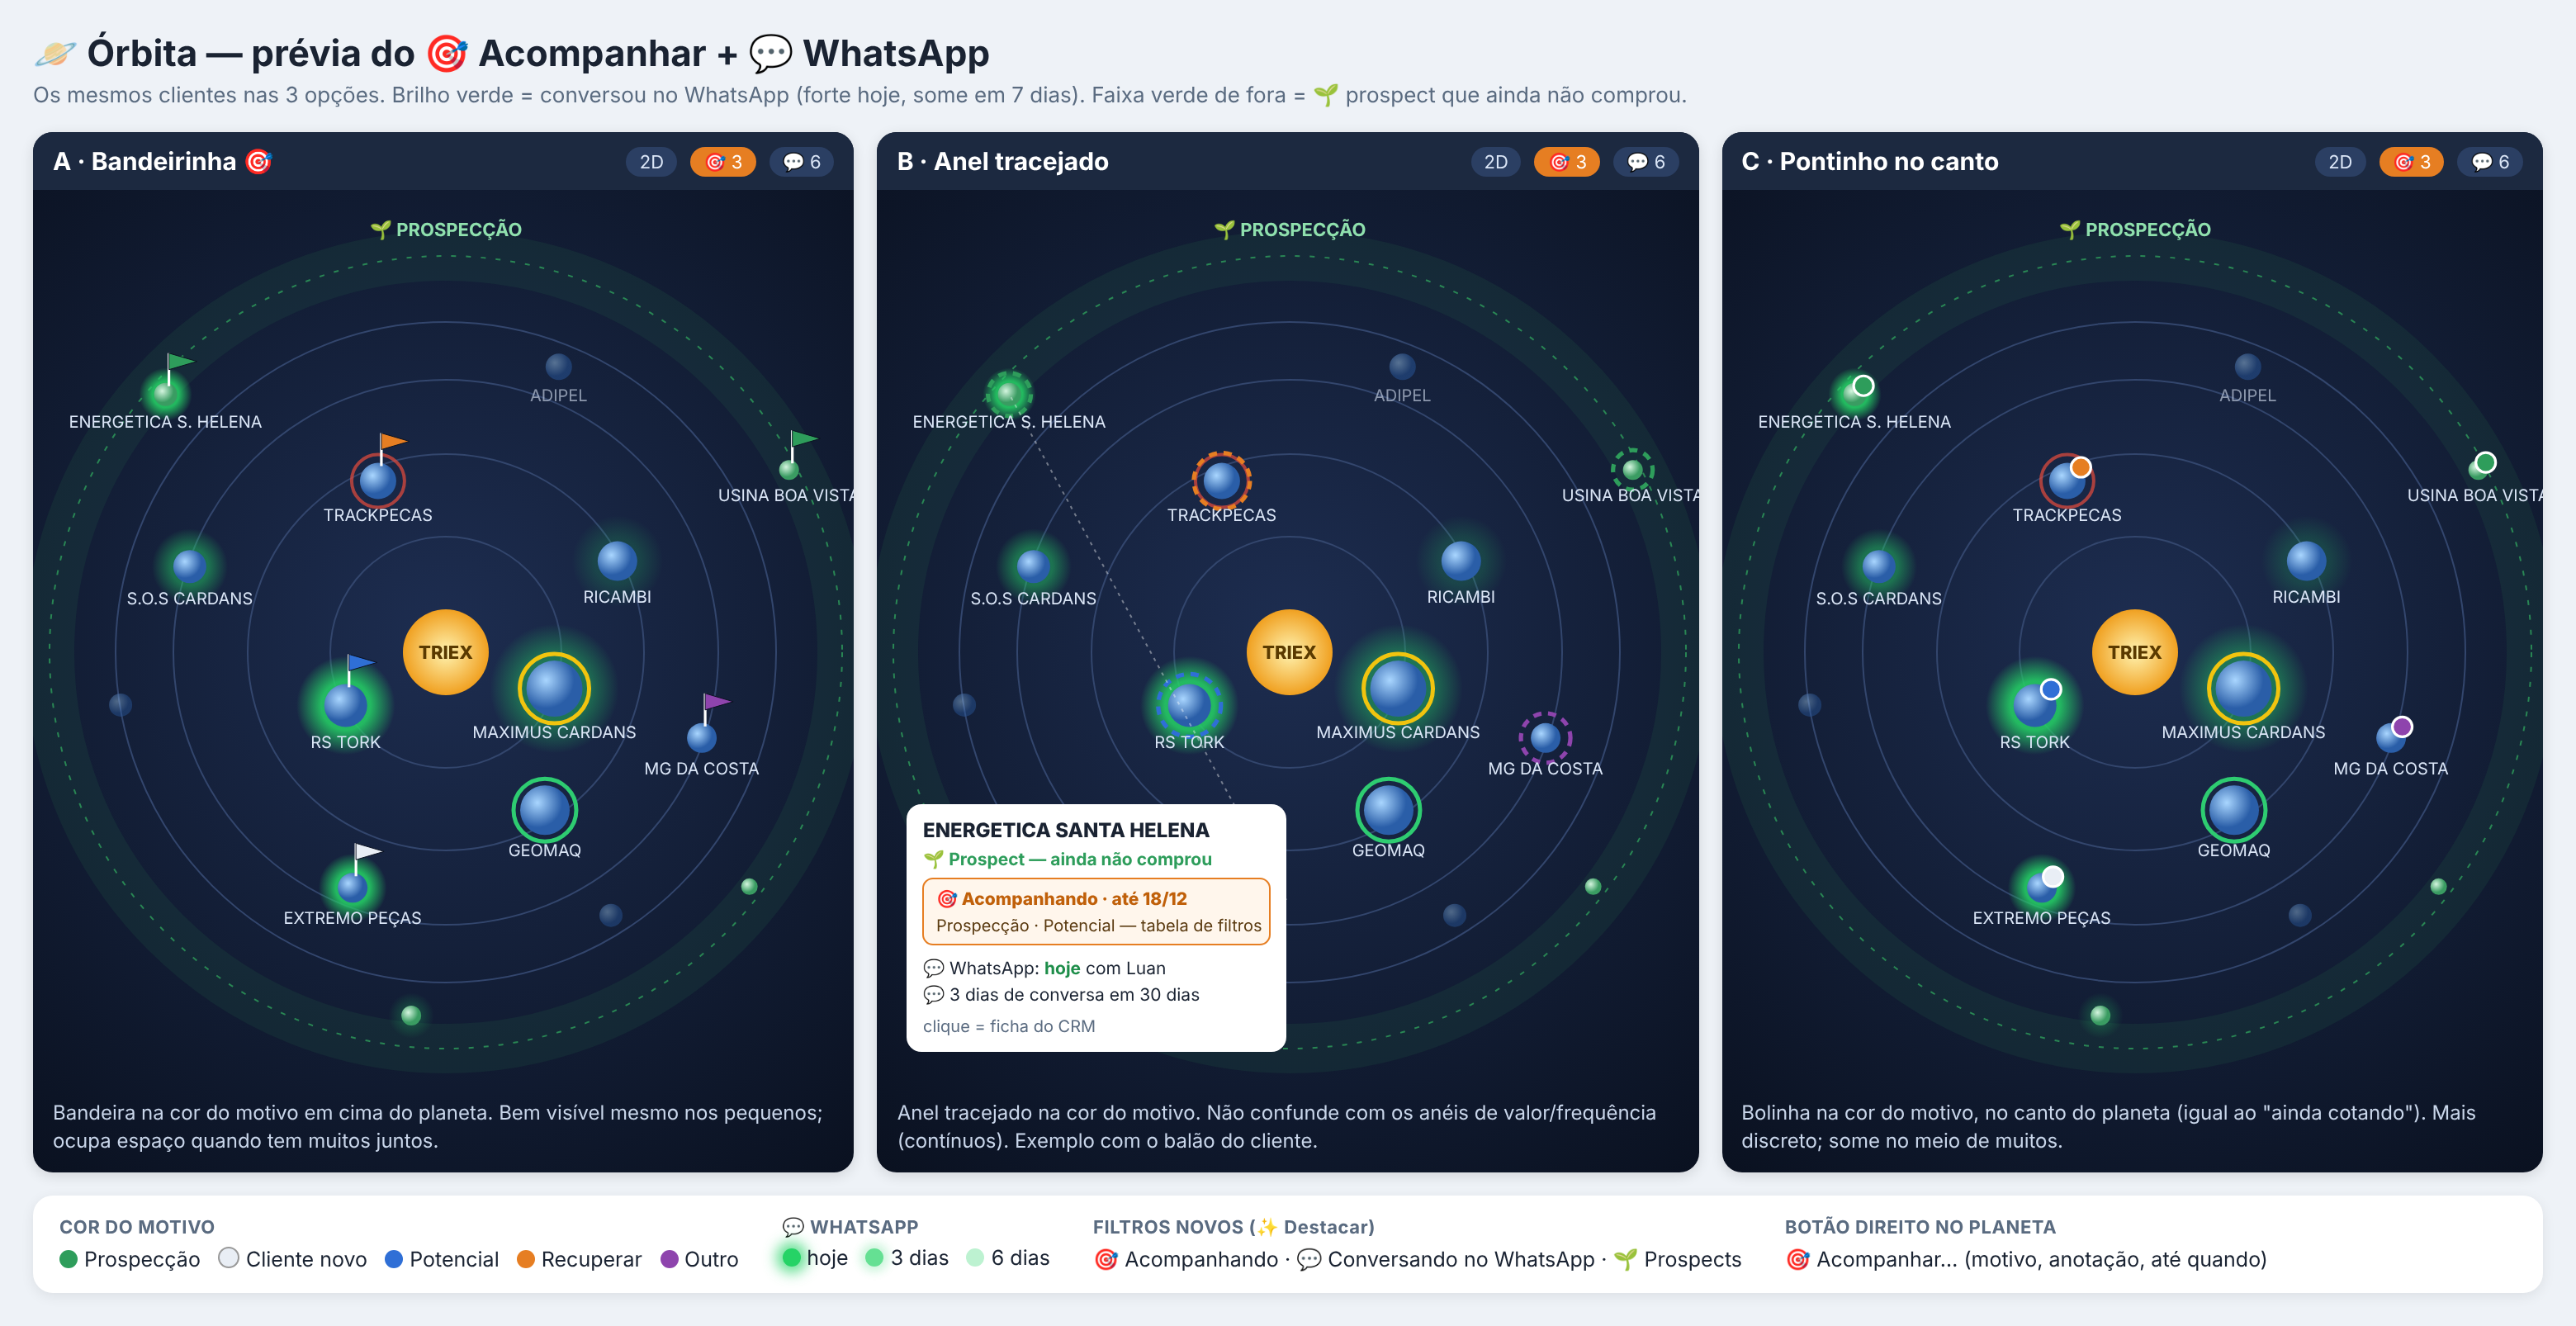 🪐 Órbita — prévia do 🎯 Acompanhar + 💬 WhatsApp
Os mesmos clientes nas 3 opções. Brilho verde = conversou no WhatsApp (forte hoje, some em 7 dias). Faixa verde de fora = 🌱 prospect que ainda não comprou.
A · Bandeirinha 🎯
2D
🎯 3
💬 6
🌱 PROSPECÇÃO
ADIPEL
ENERGETICA S. HELENA
USINA BOA VISTA
TRACKPECAS
S.O.S CARDANS
RICAMBI
TRIEX
MAXIMUS CARDANS
RS TORK
MG DA COSTA
GEOMAQ
EXTREMO PEÇAS
Bandeira na cor do motivo em cima do planeta. Bem visível mesmo nos pequenos;
ocupa espaço quando tem muitos juntos.
B · Anel tracejado
2D
🎯 3
💬 6
🌱 PROSPECÇÃO
ADIPEL
ENERGETICA S. HELENA
USINA BOA VISTA
TRACKPECAS
S.O.S CARDANS
RICAMBI
TRIEX
MAXIMUS CARDANS
RS TORK
MG DA COSTA
GEOMAQ
ENERGETICA SANTA HELENA
🌱 Prospect — ainda não comprou
🎯 Acompanhando · até 18/12
Prospecção · Potencial — tabela de filtros
💬 WhatsApp: hoje com Luan
💬 3 dias de conversa em 30 dias
clique = ficha do CRM
Anel tracejado na cor do motivo. Não confunde com os anéis de valor/frequência
(contínuos). Exemplo com o balão do cliente.
C · Pontinho no canto
2D
🎯 3
💬 6
🌱 PROSPECÇÃO
ADIPEL
ENERGETICA S. HELENA
USINA BOA VISTA
TRACKPECAS
S.O.S CARDANS
RICAMBI
TRIEX
MAXIMUS CARDANS
RS TORK
MG DA COSTA
GEOMAQ
EXTREMO PEÇAS
Bolinha na cor do motivo, no canto do planeta (igual ao "ainda cotando"). Mais
discreto; some no meio de muitos.
COR DO MOTIVO
Prospecção Cliente novo Potencial Recuperar Outro
💬 WHATSAPP
hoje 3 dias 6 dias
FILTROS NOVOS (✨ Destacar)
🎯 Acompanhando · 💬 Conversando no WhatsApp · 🌱 Prospects
BOTÃO DIREITO NO PLANETA
🎯 Acompanhar... (motivo, anotação, até quando)